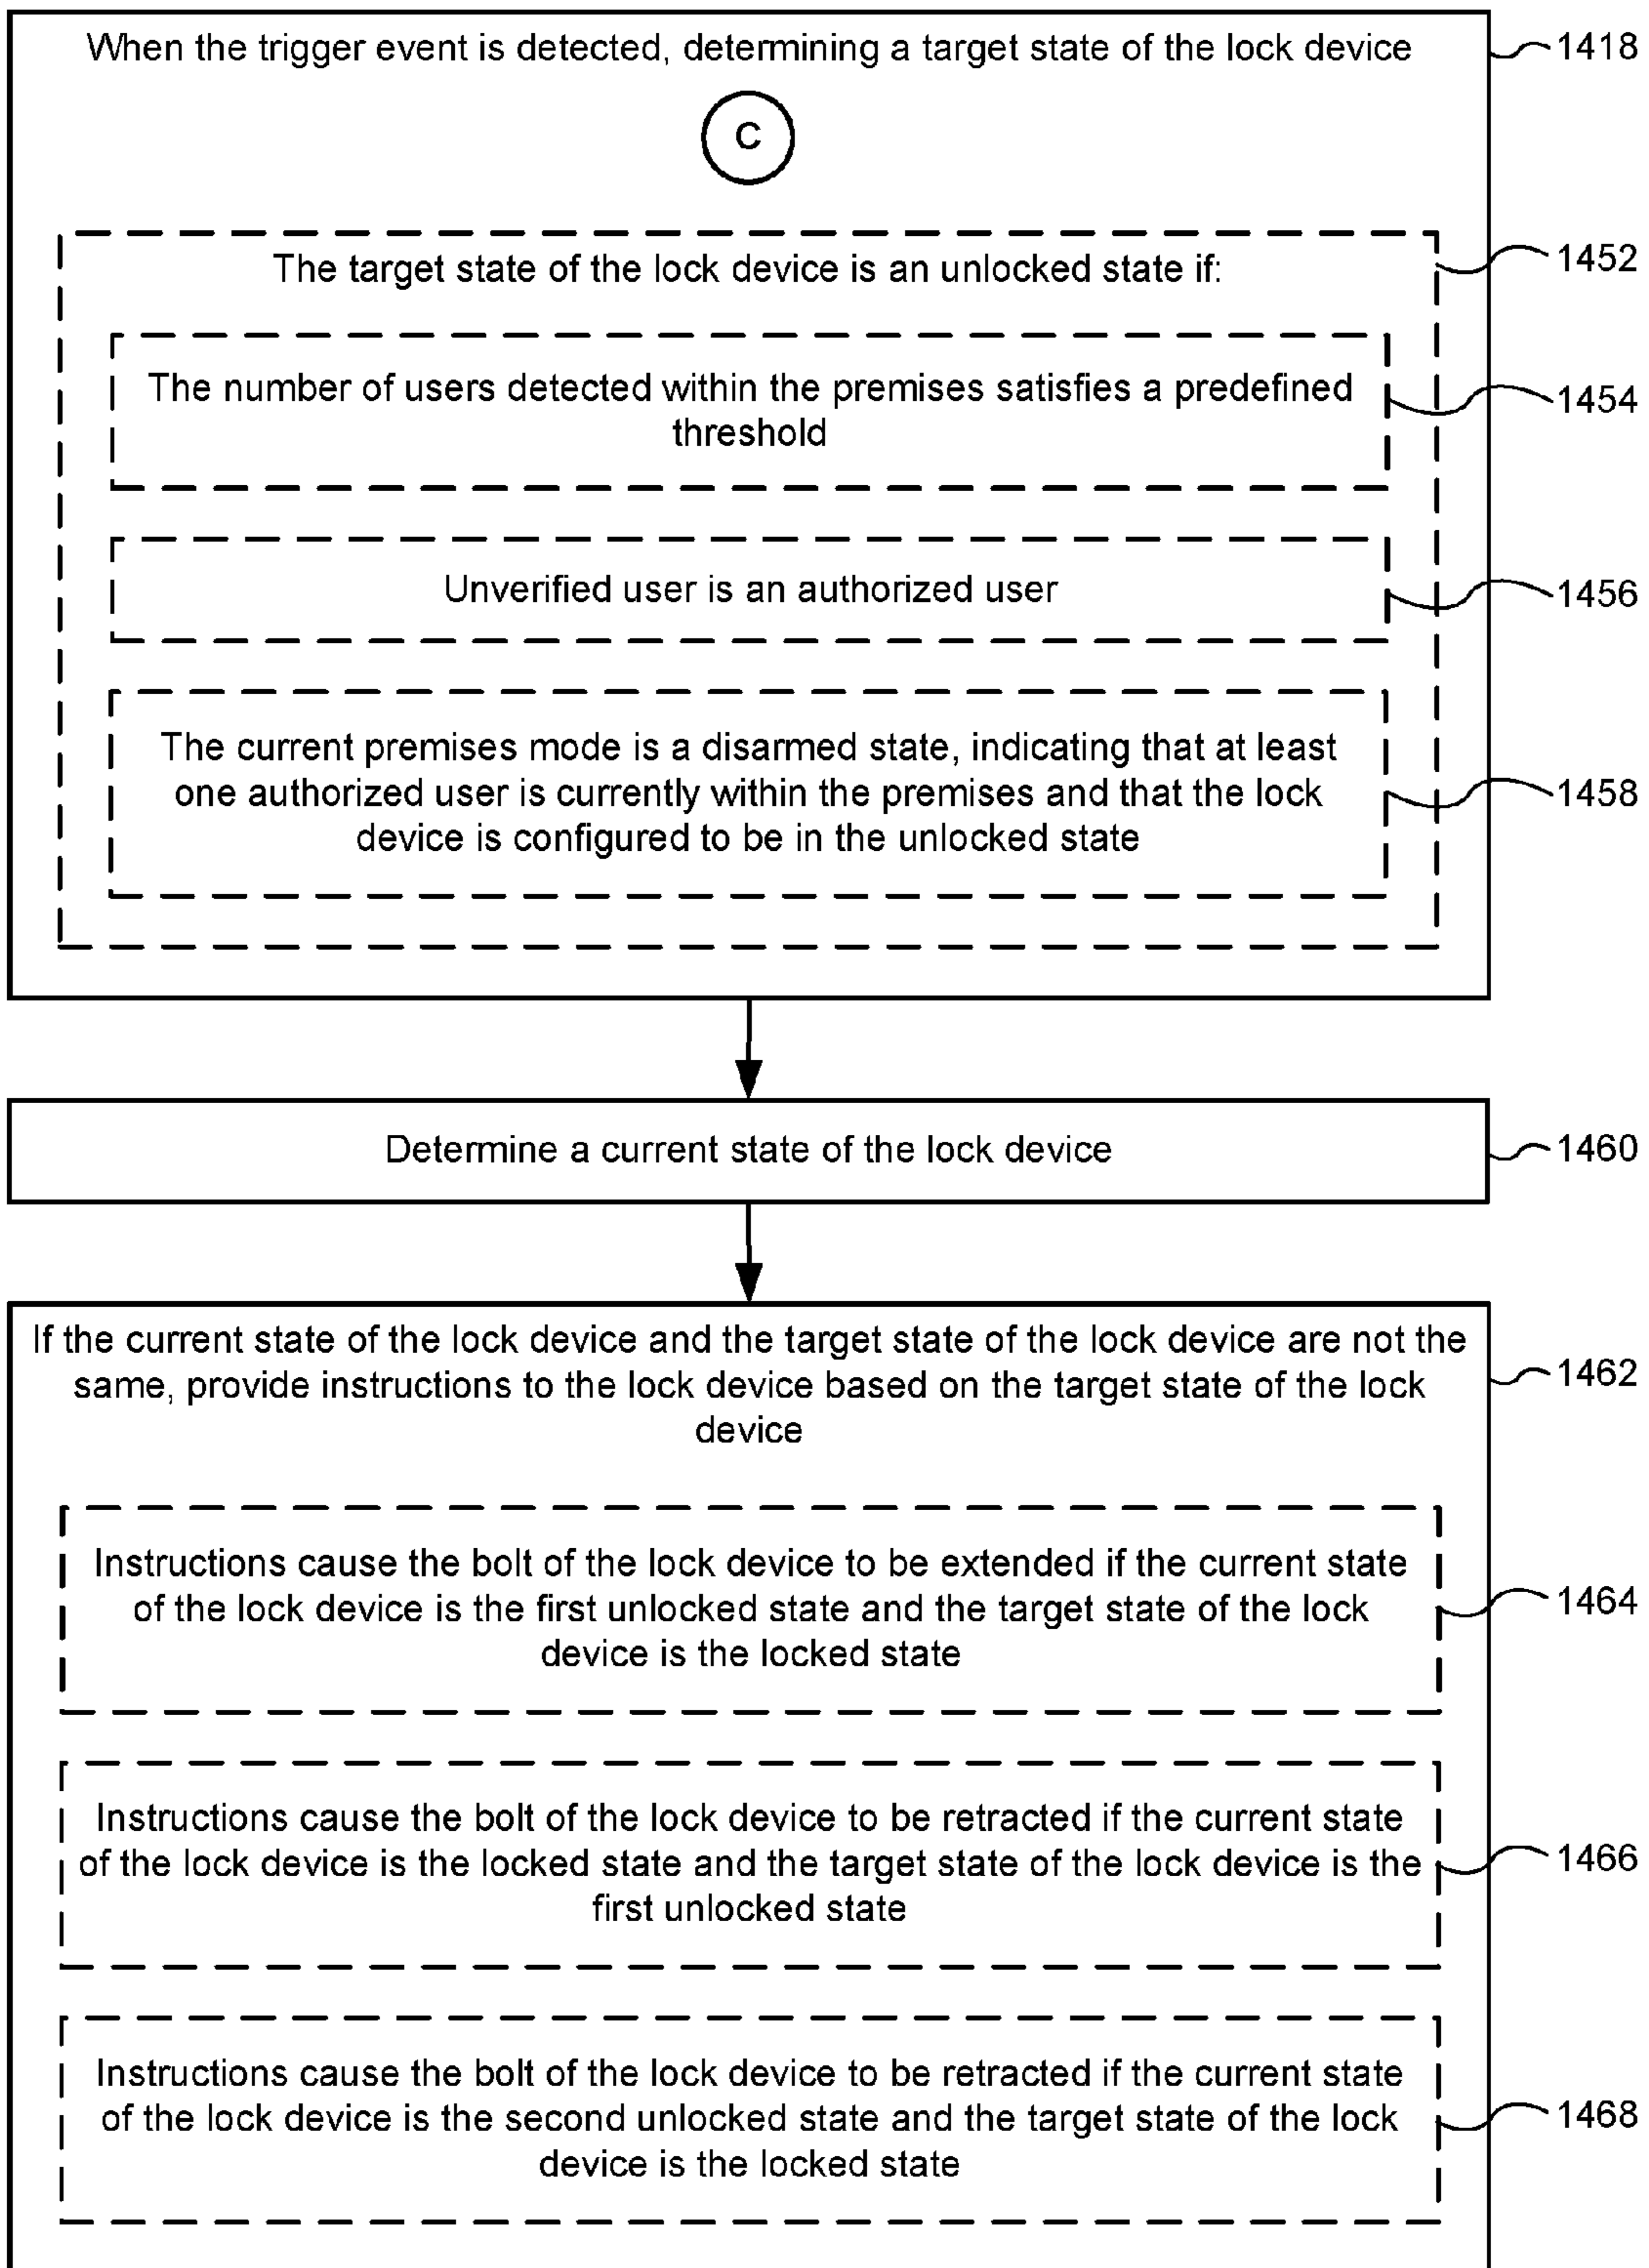 When the trigger event is detected, determining a target state of the lock device
1418
C
The target state of the lock device is an unlocked state if:
1452
The number of users detected within the premises satisfies a predefined
threshold
1454
Unverified user is an authorized user
1456
The current premises mode is a disarmed state, indicating that at least
one authorized user is currently within the premises and that the lock
device is configured to be in the unlocked state
1458
Determine a current state of the lock device
1460
If the current state of the lock device and the target state of the lock device are not the
same, provide instructions to the lock device based on the target state of the lock
device
1462
Instructions cause the bolt of the lock device to be extended if the current state
of the lock device is the first unlocked state and the target state of the lock
device is the locked state
1464
Instructions cause the bolt of the lock device to be retracted if the current state
of the lock device is the locked state and the target state of the lock device is the
first unlocked state
1466
Instructions cause the bolt of the lock device to be retracted if the current state
of the lock device is the second unlocked state and the target state of the lock
device is the locked state
1468